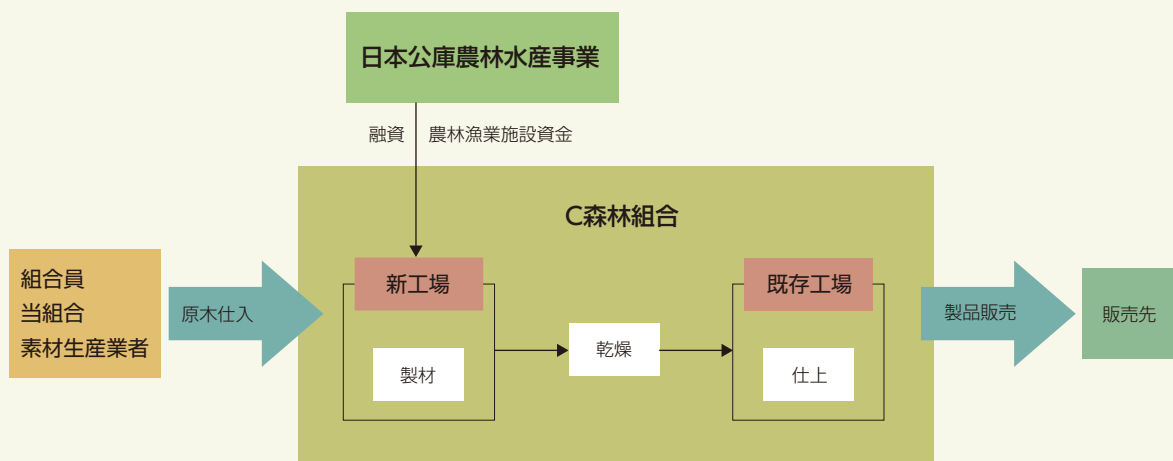 日本公庫農林水産事業
融資
農林漁業施設資金
C森林組合
組合員
当組合
素材生産業者
原木仕入
新工場
製材
乾燥
既存工場
仕上
製品販売
販売先